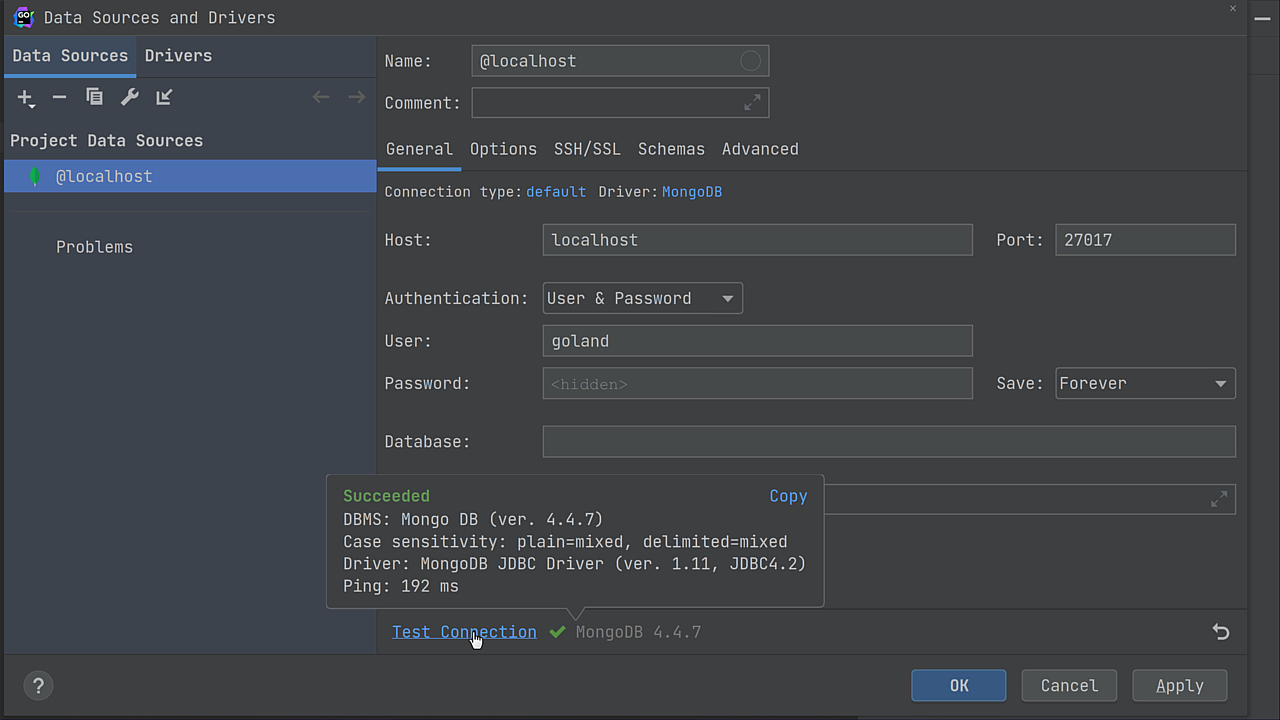 GO Data Sources and Drivers
Data Sources Drivers
Project Data Sources
@localhost
Problems
Name: @localhost
Comment:
General Options SSH/SSL Schemas Advanced
Connection type: default Driver: MongoDB
Host: localhost Port: 27017
Authentication: User & Password
User: goland
Password: <hidden> Save: Forever
Database:
Succeeded Copy
DBMS: Mongo DB (ver. 4.4.7)
Case sensitivity: plain=mixed, delimited=mixed
Driver: MongoDB JDBC Driver (ver. 1.11, JDBC4.2)
Ping: 192 ms
Test Connection MongoDB 4.4.7
? OK Cancel Apply